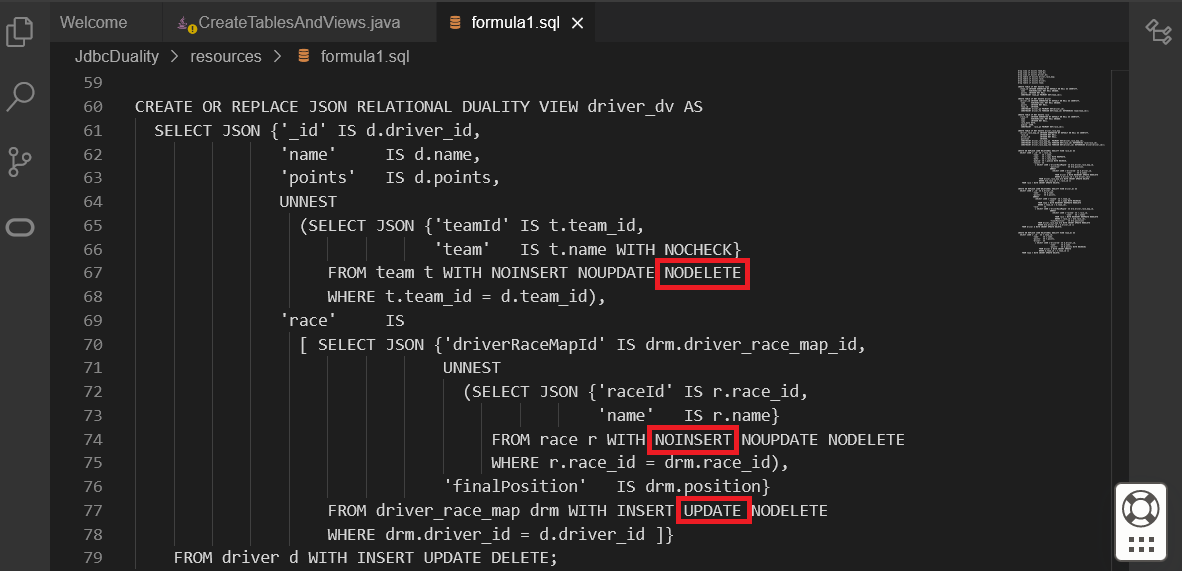 Welcome CreateTablesAndViews.java formula1.sql
JdbcDuality > resources > formula1.sql
59
60 CREATE OR REPLACE JSON RELATIONAL DUALITY VIEW driver_dv AS
61 SELECT JSON {'_id' IS d.driver_id,
62 'name' IS d.name,
63 'points' IS d.points,
64 UNNEST
65 (SELECT JSON {'teamId' IS t.team_id,
66 'team' IS t.name WITH NOCHECK}
67 FROM team t WITH NOINSERT NOUPDATE NODELETE
68 WHERE t.team_id = d.team_id),
69 'race' IS
70 [ SELECT JSON {'driverRaceMapId' IS drm.driver_race_map_id,
71 UNNEST
72 (SELECT JSON {'raceId' IS r.race_id,
73 'name' IS r.name}
74 FROM race r WITH NOINSERT NOUPDATE NODELETE
75 WHERE r.race_id = drm.race_id),
76 'finalPosition' IS drm.position}
77 FROM driver_race_map drm WITH INSERT UPDATE NODELETE
78 WHERE drm.driver_id = d.driver_id ]}
79 FROM driver d WITH INSERT UPDATE DELETE;